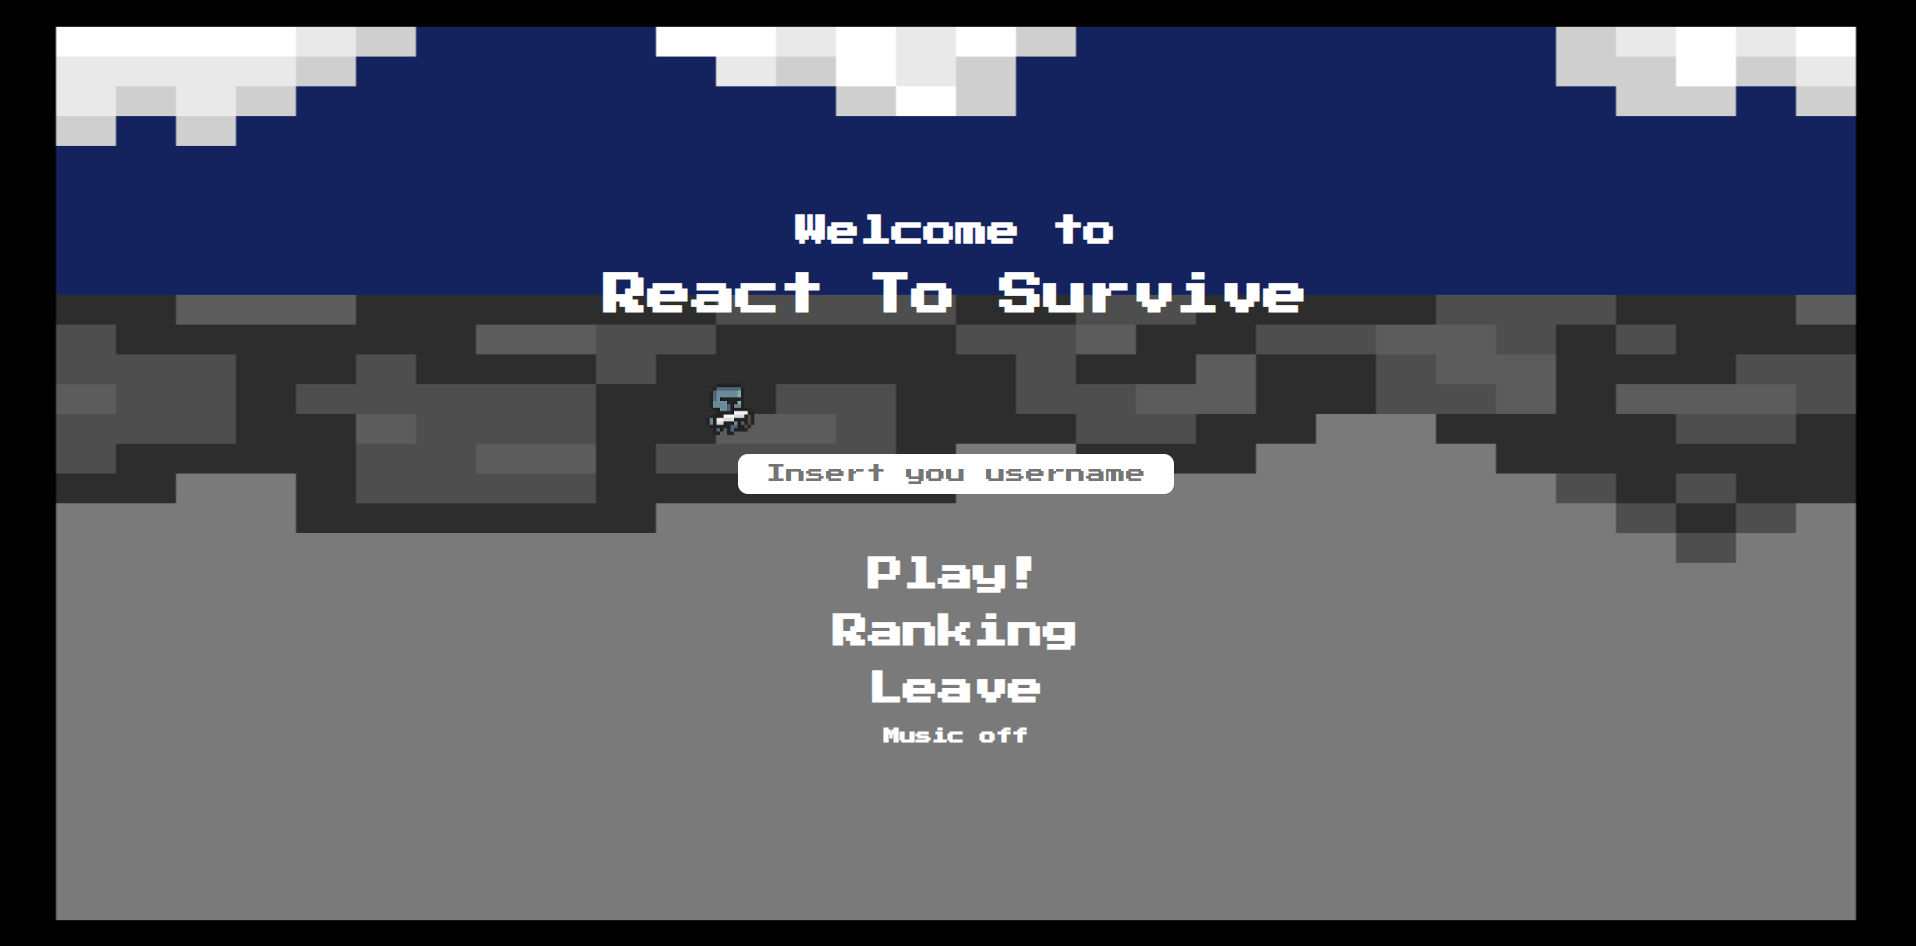 Welcome to
React To Survive
Insert you username
Play!
Ranking
Leave
Music off